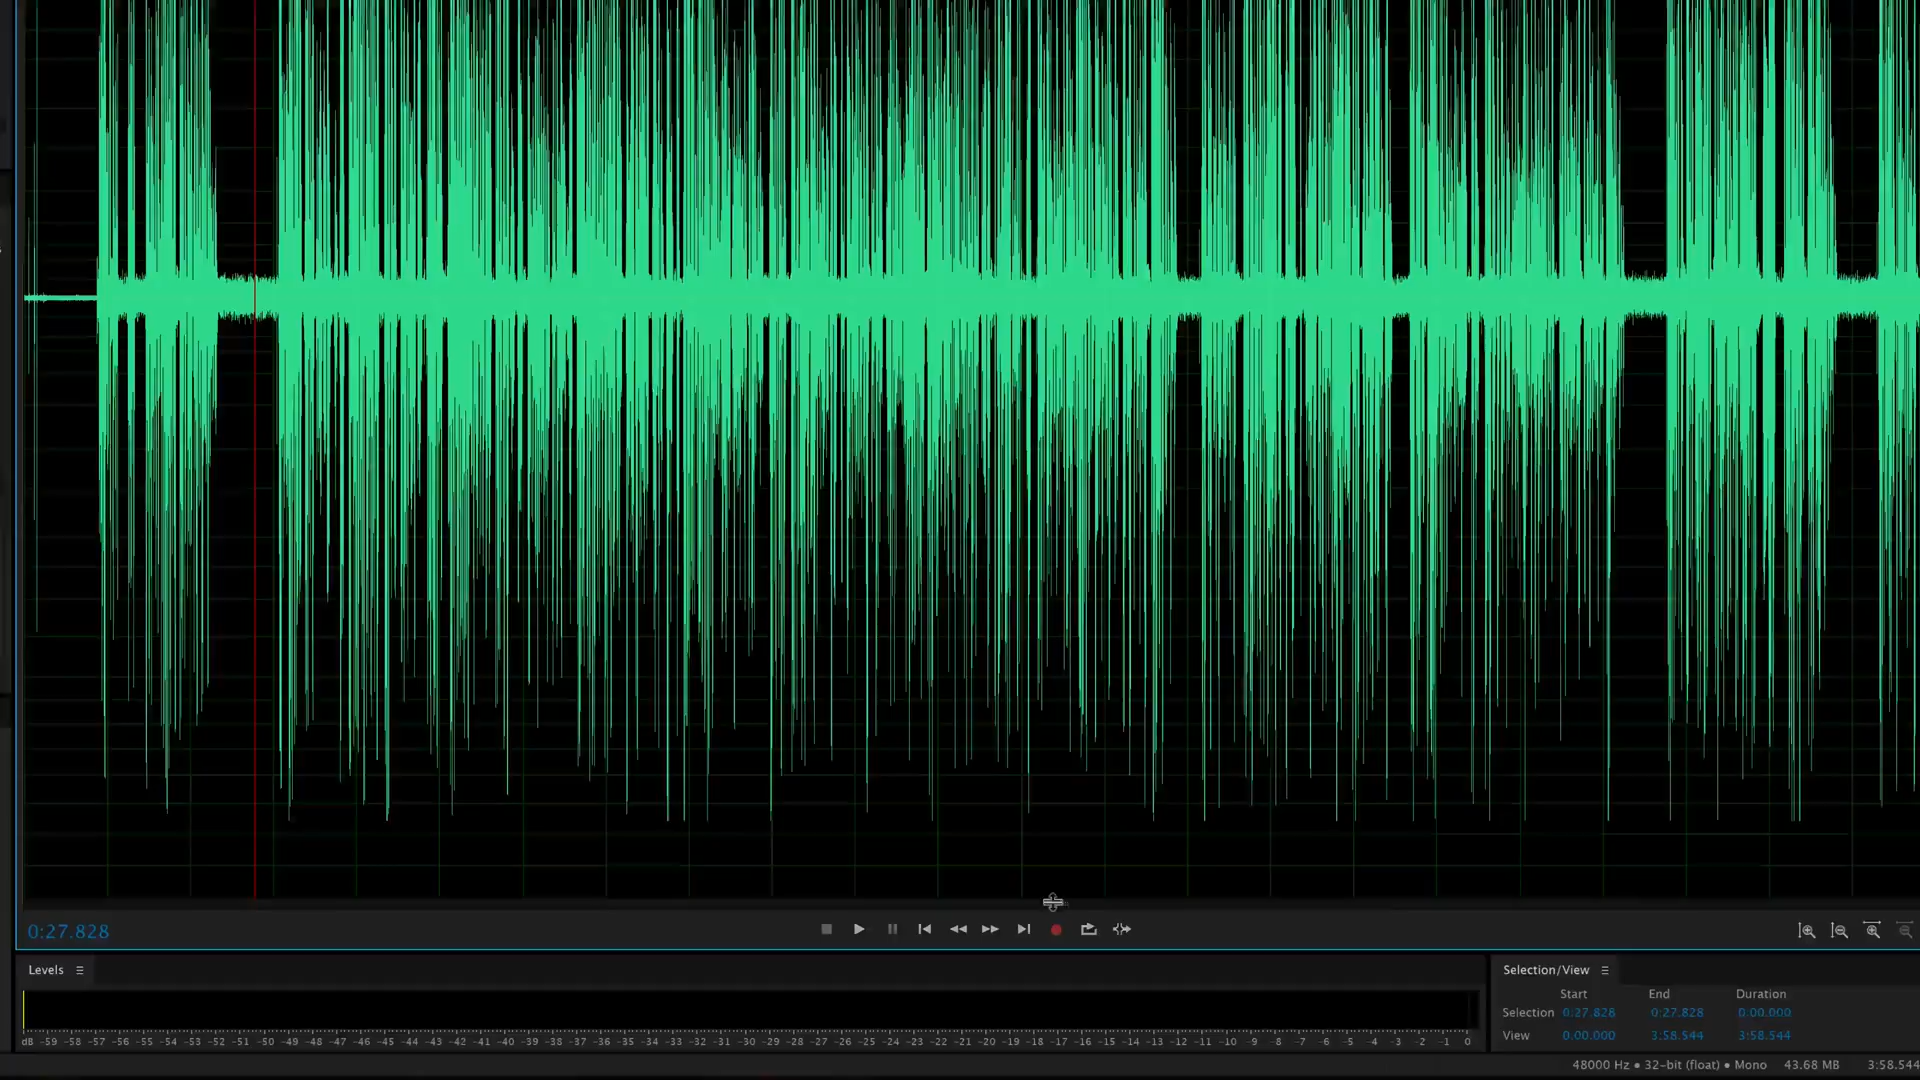 0:27.828
Levels
Selection/View
Start End Duration
Selection 0:27.828 0:27.828 0:00.000
View 0:00.000 3:58.544 3:58.544
dB -59 -58 -57 -56 -55 -54 -53 -52 -51 -50 -49 -48 -47 -46 -45 -44 -43 -42 -41 -40 -39 -38 -37 -36 -35 -34 -33 -32 -31 -30 -29 -28 -27 -26 -25 -24 -23 -22 -21 -20 -19 -18 -17 -16 -15 -14 -13 -12 -11 -10 -9 -8 -7 -6 -5 -4 -3 -2 -1 0
48000 Hz • 32-bit (float) • Mono 43.68 MB 3:58.544